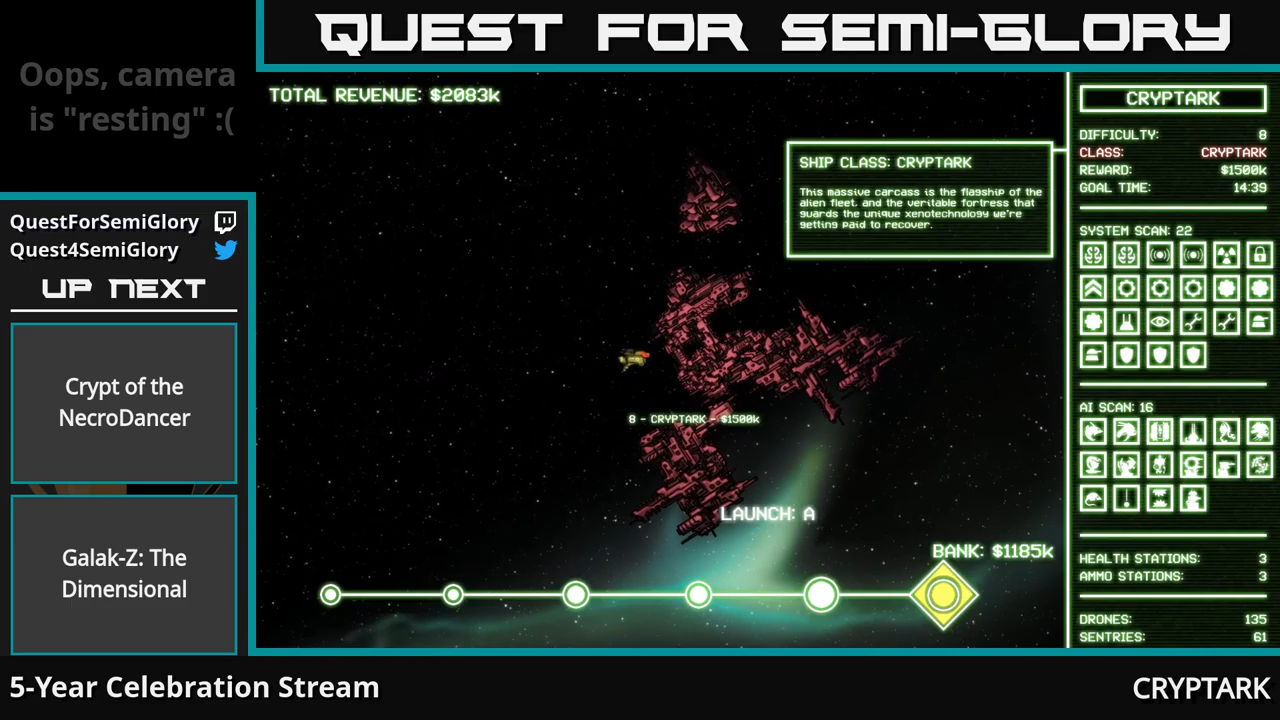 QUEST FOR SEMI-GLORY
Oops, camera
is "resting" :(
QuestForSemiGlory
Quest4SemiGlory
UP NEXT
Crypt of the
NecroDancer
Galak-Z: The
Dimensional
TOTAL REVENUE: $2083k
SHIP CLASS: CRYPTARK
This massive carcass is the flagship of the
alien fleet, and the veritable fortress that
guards the unique xenotechnology we're
getting paid to recover.
8 - CRYPTARK - $1500k
LAUNCH: A
BANK: $1185k
CRYPTARK
DIFFICULTY: 8
CLASS: CRYPTARK
REWARD: $1500k
GOAL TIME: 14:39
SYSTEM SCAN: 22
AI SCAN: 16
HEALTH STATIONS: 3
AMMO STATIONS: 3
DRONES: 135
SENTRIES: 61
5-Year Celebration Stream
CRYPTARK